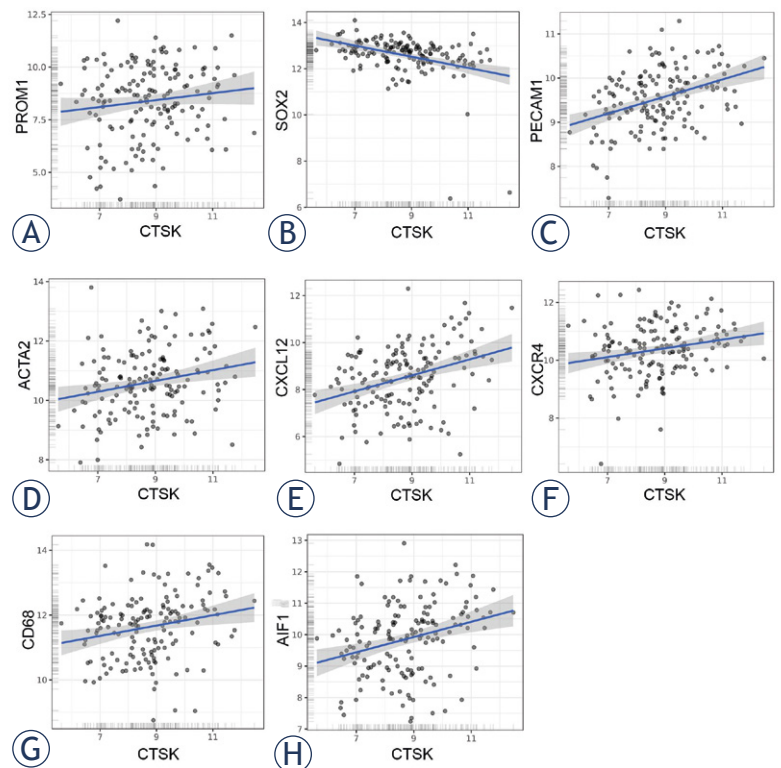 12.5
10.0
7.5
5.0
PROM1
7 9 11
CTSK
A
14
12
10
8
6
SOX2
7 9 11
CTSK
B
11
10
9
8
PECAM1
7 9 11
CTSK
C
14
12
10
8
ACTA2
7 9 11
CTSK
D
12
10
8
6
CXCL12
7 9 11
CTSK
E
12
10
8
CXCR4
7 9 11
CTSK
F
14
12
10
CD68
7 9 11
CTSK
G
13
12
11
10
9
8
7
AIF1
7 9 11
CTSK
H